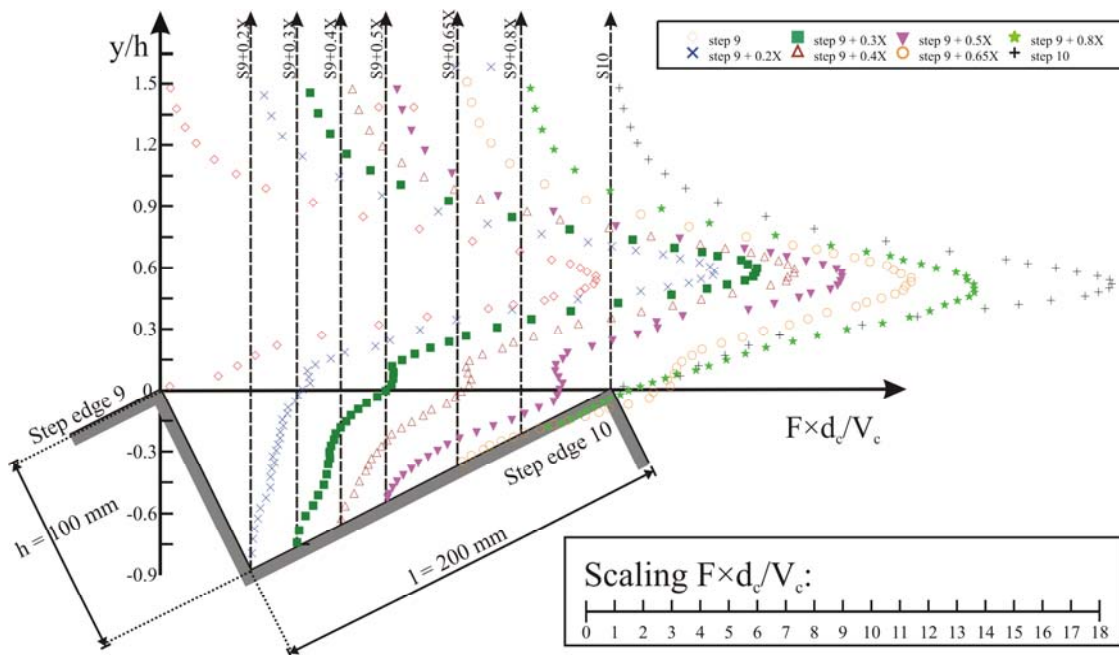 y/h
S9+0.2X
S9+0.3X
S9+0.4X
S9+0.5X
S9+0.65X
S9+0.8X
S10
step 9
step 9 + 0.3X
step 9 + 0.5X
step 9 + 0.8X
step 9 + 0.2X
step 9 + 0.4X
step 9 + 0.65X
step 10
1.5
1.2
0.9
0.6
0.3
0
-0.3
-0.6
-0.9
Step edge 9
F×d_c/V_c
Step edge 10
h = 100 mm
l = 200 mm
Scaling F×d_c/V_c:
0 1 2 3 4 5 6 7 8 9 10 11 12 13 14 15 16 17 18